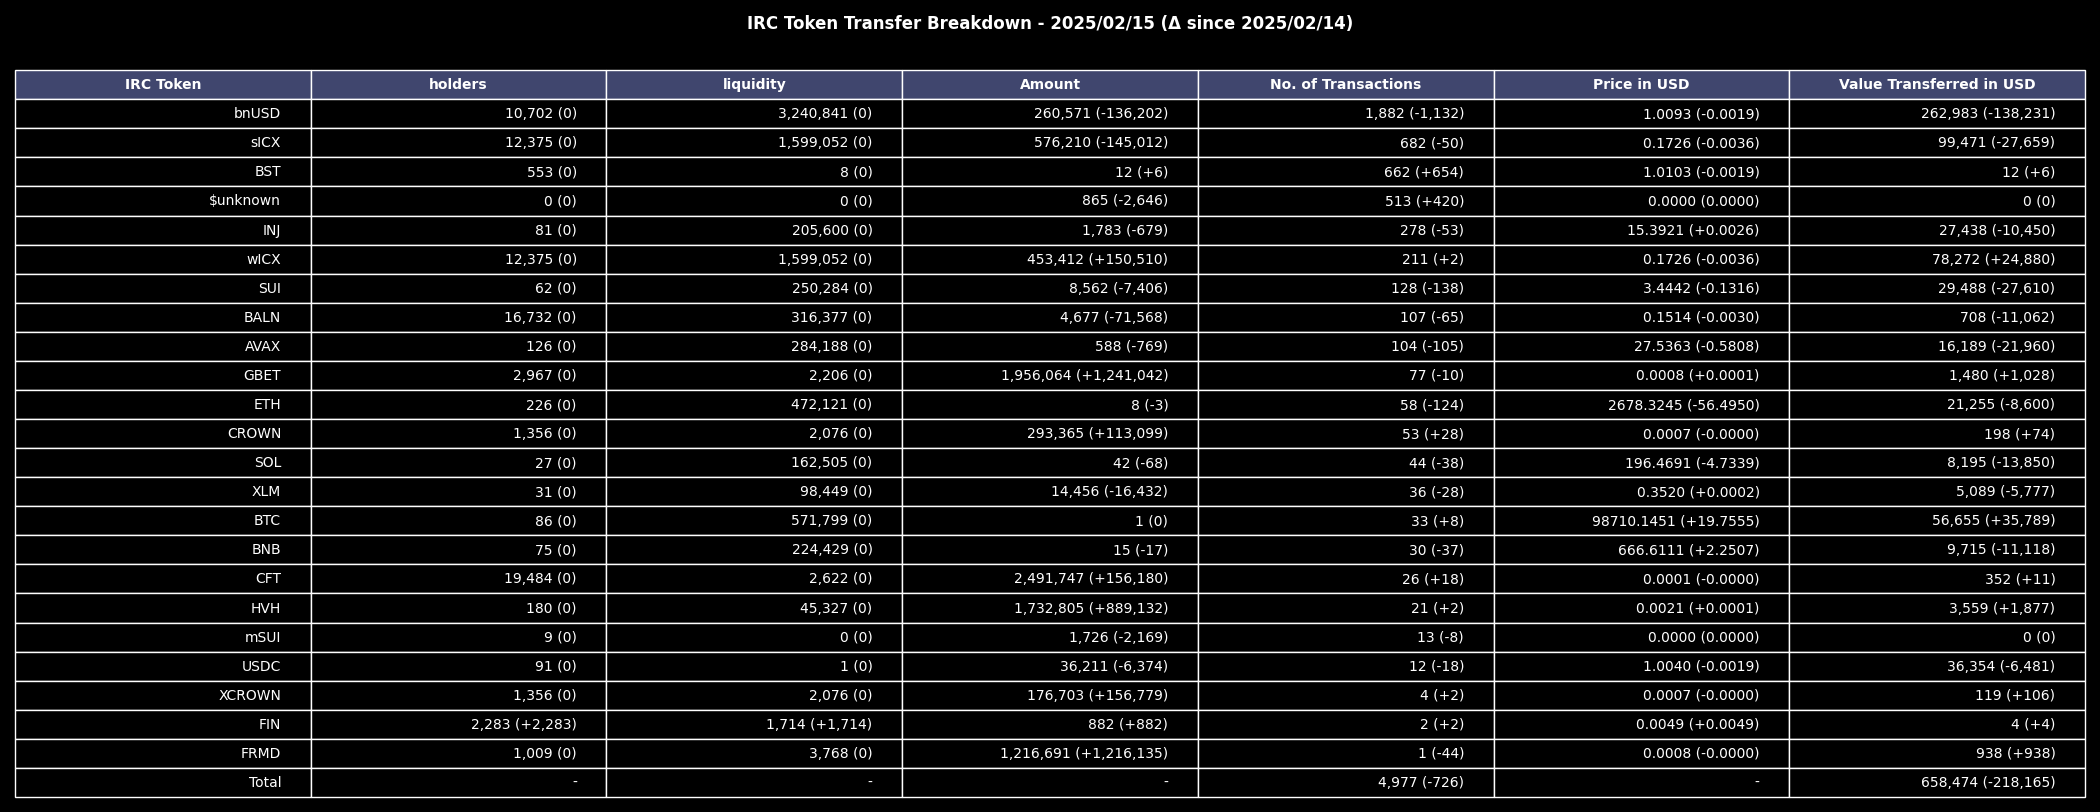 IRC Token Transfer Breakdown - 2025/02/15 (Δ since 2025/02/14)
IRC Token holders liquidity Amount No. of Transactions Price in USD Value Transferred in USD
bnUSD 10,702 (0) 3,240,841 (0) 260,571 (-136,202) 1,882 (-1,132) 1.0093 (-0.0019) 262,983 (-138,231)
sICX 12,375 (0) 1,599,052 (0) 576,210 (-145,012) 682 (-50) 0.1726 (-0.0036) 99,471 (-27,659)
BST 553 (0) 8 (0) 12 (+6) 662 (+654) 1.0103 (-0.0019) 12 (+6)
$unknown 0 (0) 0 (0) 865 (-2,646) 513 (+420) 0.0000 (0.0000) 0 (0)
INJ 81 (0) 205,600 (0) 1,783 (-679) 278 (-53) 15.3921 (+0.0026) 27,438 (-10,450)
wICX 12,375 (0) 1,599,052 (0) 453,412 (+150,510) 211 (+2) 0.1726 (-0.0036) 78,272 (+24,880)
SUI 62 (0) 250,284 (0) 8,562 (-7,406) 128 (-138) 3.4442 (-0.1316) 29,488 (-27,610)
BALN 16,732 (0) 316,377 (0) 4,677 (-71,568) 107 (-65) 0.1514 (-0.0030) 708 (-11,062)
AVAX 126 (0) 284,188 (0) 588 (-769) 104 (-105) 27.5363 (-0.5808) 16,189 (-21,960)
GBET 2,967 (0) 2,206 (0) 1,956,064 (+1,241,042) 77 (-10) 0.0008 (+0.0001) 1,480 (+1,028)
ETH 226 (0) 472,121 (0) 8 (-3) 58 (-124) 2678.3245 (-56.4950) 21,255 (-8,600)
CROWN 1,356 (0) 2,076 (0) 293,365 (+113,099) 53 (+28) 0.0007 (-0.0000) 198 (+74)
SOL 27 (0) 162,505 (0) 42 (-68) 44 (-38) 196.4691 (-4.7339) 8,195 (-13,850)
XLM 31 (0) 98,449 (0) 14,456 (-16,432) 36 (-28) 0.3520 (+0.0002) 5,089 (-5,777)
BTC 86 (0) 571,799 (0) 1 (0) 33 (+8) 98710.1451 (+19.7555) 56,655 (+35,789)
BNB 75 (0) 224,429 (0) 15 (-17) 30 (-37) 666.6111 (+2.2507) 9,715 (-11,118)
CFT 19,484 (0) 2,622 (0) 2,491,747 (+156,180) 26 (+18) 0.0001 (-0.0000) 352 (+11)
HVH 180 (0) 45,327 (0) 1,732,805 (+889,132) 21 (+2) 0.0021 (+0.0001) 3,559 (+1,877)
mSUI 9 (0) 0 (0) 1,726 (-2,169) 13 (-8) 0.0000 (0.0000) 0 (0)
USDC 91 (0) 1 (0) 36,211 (-6,374) 12 (-18) 1.0040 (-0.0019) 36,354 (-6,481)
XCROWN 1,356 (0) 2,076 (0) 176,703 (+156,779) 4 (+2) 0.0007 (-0.0000) 119 (+106)
FIN 2,283 (+2,283) 1,714 (+1,714) 882 (+882) 2 (+2) 0.0049 (+0.0049) 4 (+4)
FRMD 1,009 (0) 3,768 (0) 1,216,691 (+1,216,135) 1 (-44) 0.0008 (-0.0000) 938 (+938)
Total - - - 4,977 (-726) - 658,474 (-218,165)